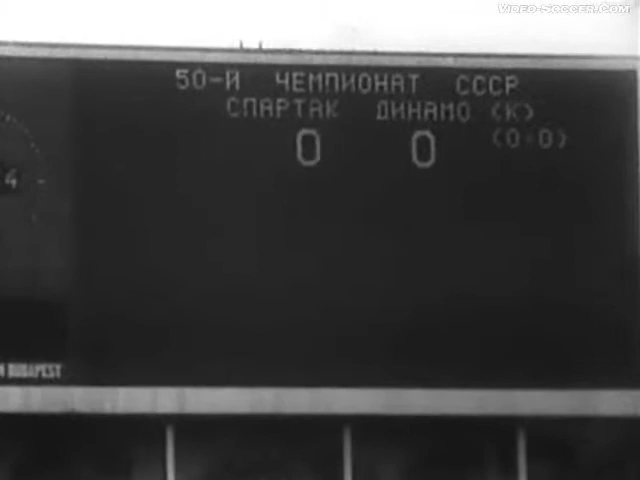 Video-Soccer.Com
50-Й ЧЕМПИОНАТ СССР
СПАРТАК ДИНАМО (К)
0 0 (0-0)
4
BUDAPEST